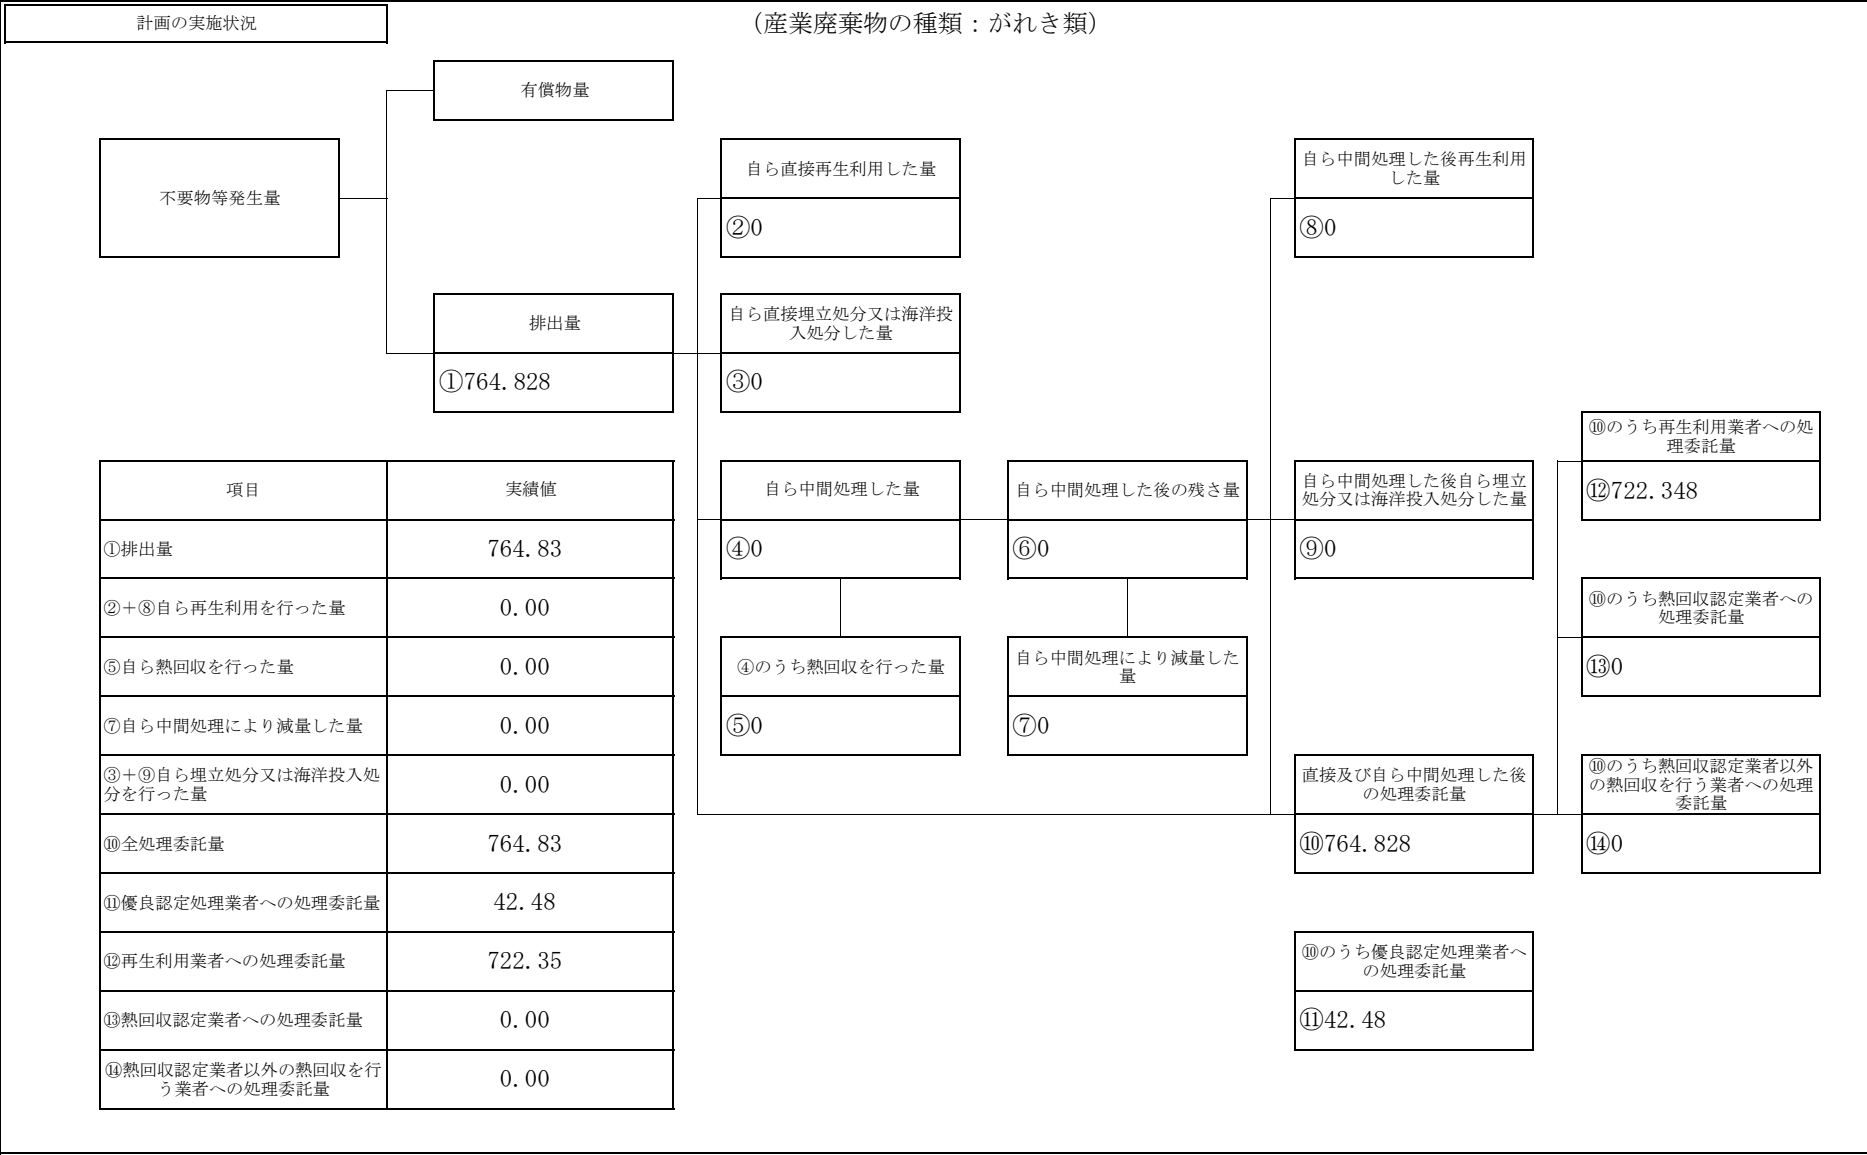 計画の実施状況
（産業廃棄物の種類：がれき類）
有償物量
不要物等発生量
自ら直接再生利用した量
②0
自ら中間処理した後再生利用
した量
⑧0
排出量
①764.828
自ら直接埋立処分又は海洋投
入処分した量
③0
⑩のうち再生利用業者への処
理委託量
⑫722.348
自ら中間処理した量
④0
自ら中間処理した後の残さ量
⑥0
自ら中間処理した後自ら埋立
処分又は海洋投入処分した量
⑨0
⑩のうち熱回収認定業者への
処理委託量
⑬0
④のうち熱回収を行った量
⑤0
自ら中間処理により減量した
量
⑦0
直接及び自ら中間処理した後
の処理委託量
⑩764.828
⑩のうち熱回収認定業者以外
の熱回収を行う業者への処理
委託量
⑭0
⑩のうち優良認定処理業者へ
の処理委託量
⑪42.48
項目 実績値
①排出量 764.83
②＋⑧自ら再生利用を行った量 0.00
⑤自ら熱回収を行った量 0.00
⑦自ら中間処理により減量した量 0.00
③＋⑨自ら埋立処分又は海洋投入処
分を行った量 0.00
⑩全処理委託量 764.83
⑪優良認定処理業者への処理委託量 42.48
⑫再生利用業者への処理委託量 722.35
⑬熱回収認定業者への処理委託量 0.00
⑭熱回収認定業者以外の熱回収を行
う業者への処理委託量 0.00